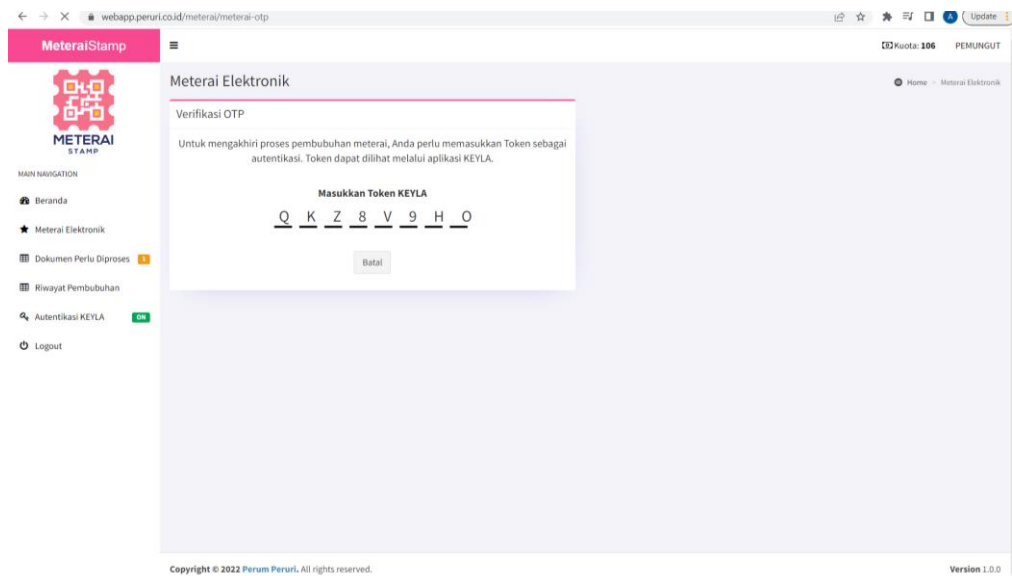 webapp.peruri.co.id/meterai/meterai-otp
A
Update
MeteraiStamp
Kuota: 106
PEMUNGUT
METERAI
STAMP
Meterai Elektronik
Home > Meterai Elektronik
Verifikasi OTP
Untuk mengakhiri proses pembubuhan meterai, Anda perlu memasukkan Token sebagai
autentikasi. Token dapat dilihat melalui aplikasi KEYLA.
Masukkan Token KEYLA
Q K Z 8 V 9 H O
Batal
MAIN NAVIGATION
Beranda
Meterai Elektronik
Dokumen Perlu Diproses 1
Riwayat Pembubuhan
Autentikasi KEYLA ON
Logout
Copyright © 2022 Perum Peruri. All rights reserved.
Version 1.0.0